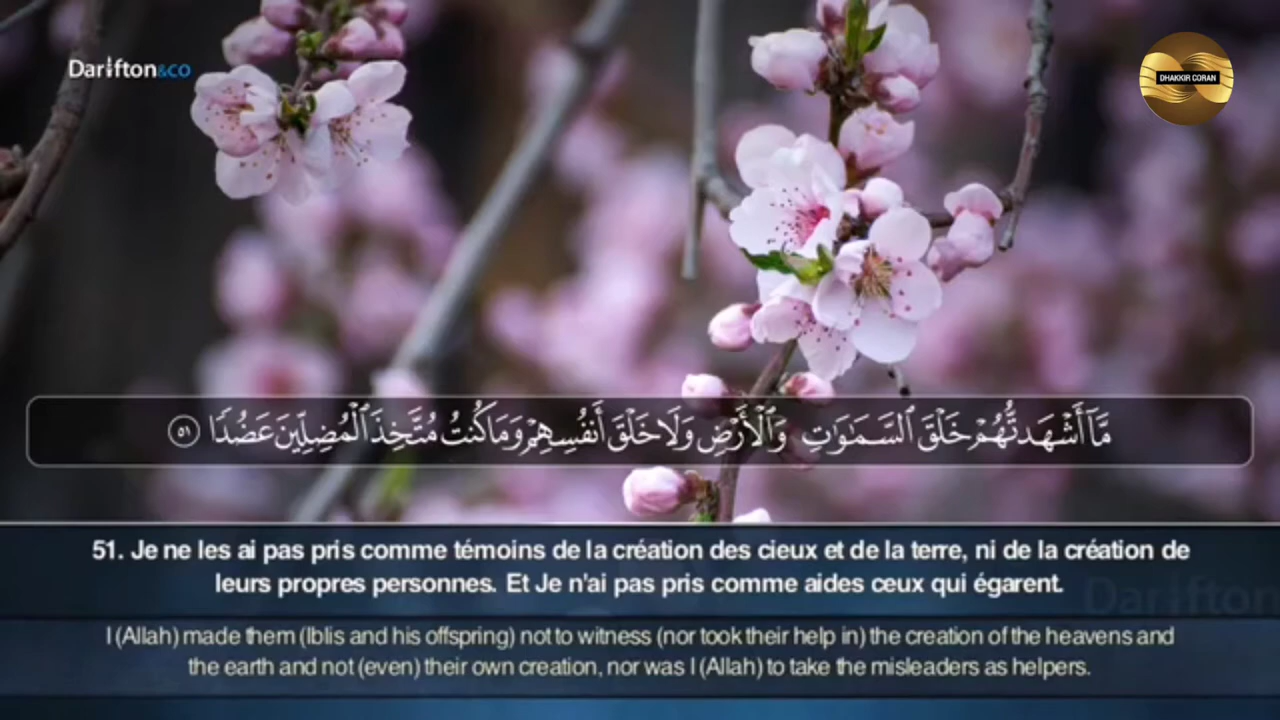 Darifton&co
DHAKKIR CORAN
مَّآ أَشْهَدتُّهُمْ خَلْقَ ٱلسَّمَٰوَٰتِ وَٱلْأَرْضِ وَلَا خَلْقَ أَنفُسِهِمْ وَمَا كُنتُ مُتَّخِذَ ٱلْمُضِلِّينَ عَضُدًا ٥١
51. Je ne les ai pas pris comme témoins de la création des cieux et de la terre, ni de la création de
leurs propres personnes. Et Je n'ai pas pris comme aides ceux qui égarent.
Darifton
I (Allah) made them (Iblis and his offspring) not to witness (nor took their help in) the creation of the heavens and
the earth and not (even) their own creation, nor was I (Allah) to take the misleaders as helpers.